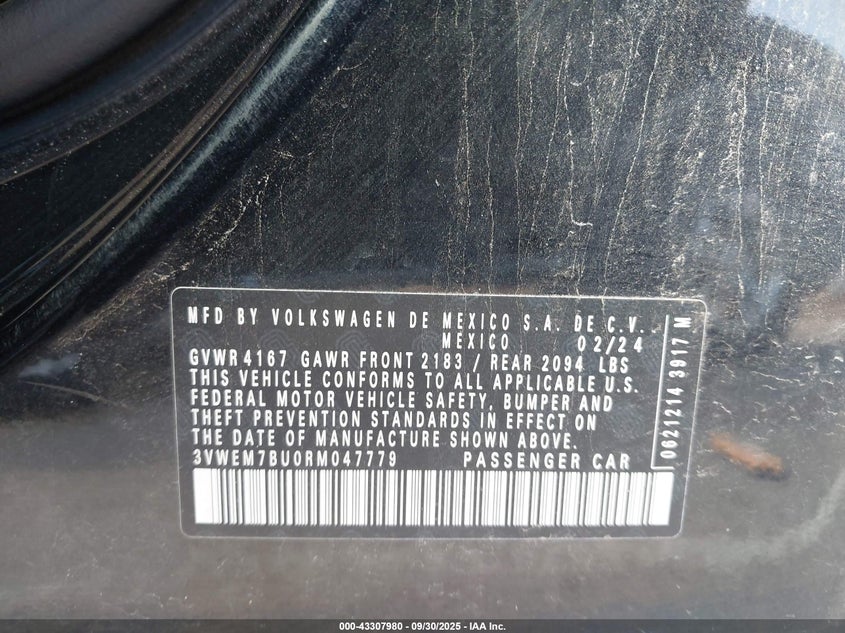 MFD BY VOLKSWAGEN DE MEXICO S.A. DE C.V.
MEXICO 02/24
GVWR 4167 GAWR FRONT 2183 / REAR 2094 LBS
THIS VEHICLE CONFORMS TO ALL APPLICABLE U.S.
FEDERAL MOTOR VEHICLE SAFETY, BUMPER AND
THEFT PREVENTION STANDARDS IN EFFECT ON
THE DATE OF MANUFACTURE SHOWN ABOVE.
3VWEM7BU0RM047779 PASSENGER CAR
0621214 3917 M
000-43307980 - 09/30/2025 - IAA Inc.